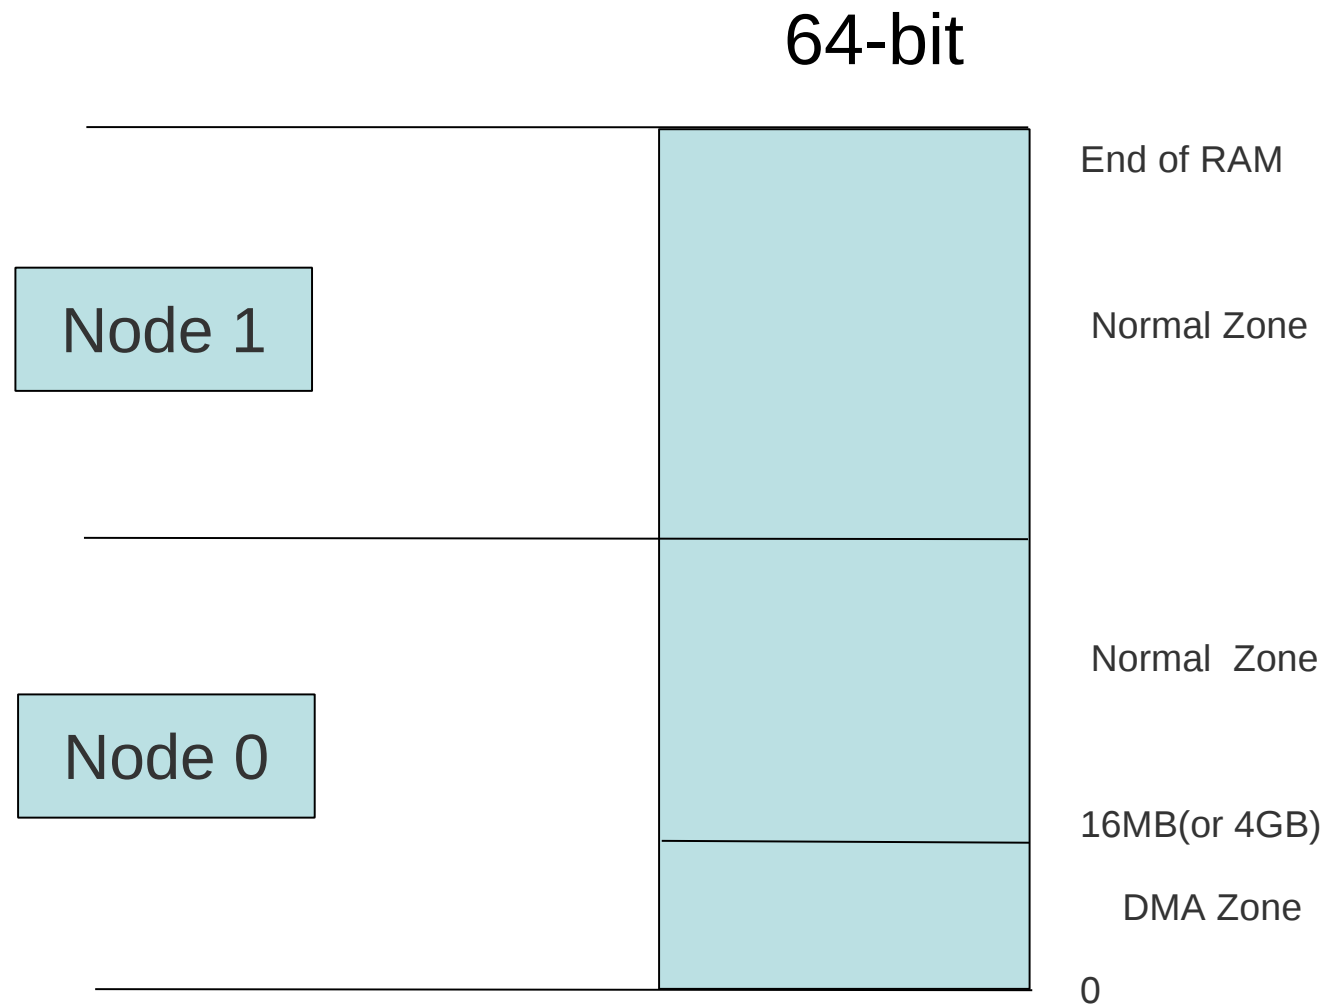 64-bit
End of RAM
Node 1
Normal Zone
Normal  Zone
Node 0
16MB(or 4GB)
DMA Zone
0